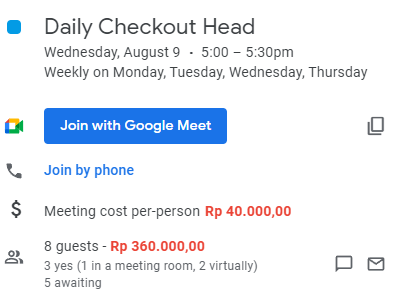 Daily Checkout Head
Wednesday, August 9 · 5:00 – 5:30pm
Weekly on Monday, Tuesday, Wednesday, Thursday
Join with Google Meet
Join by phone
$ Meeting cost per-person Rp 40.000,00
8 guests - Rp 360.000,00
3 yes (1 in a meeting room, 2 virtually)
5 awaiting